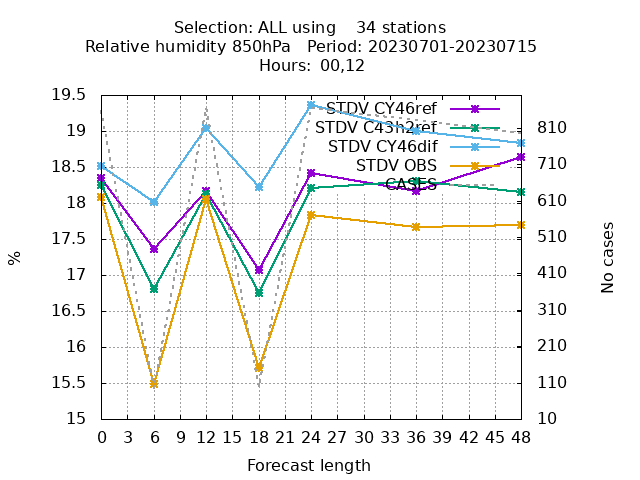 Selection: ALL using    34 stations
Relative humidity 850hPa   Period: 20230701-20230715
Hours:  00,12
STDV CY46ref
STDV C43h2ref
STDV CY46dif
STDV OBS
CASES
19.5
19
18.5
18
17.5
17
16.5
16
15.5
15
%
810
710
610
510
410
310
210
110
10
No cases
0 3 6 9 12 15 18 21 24 27 30 33 36 39 42 45 48
Forecast length